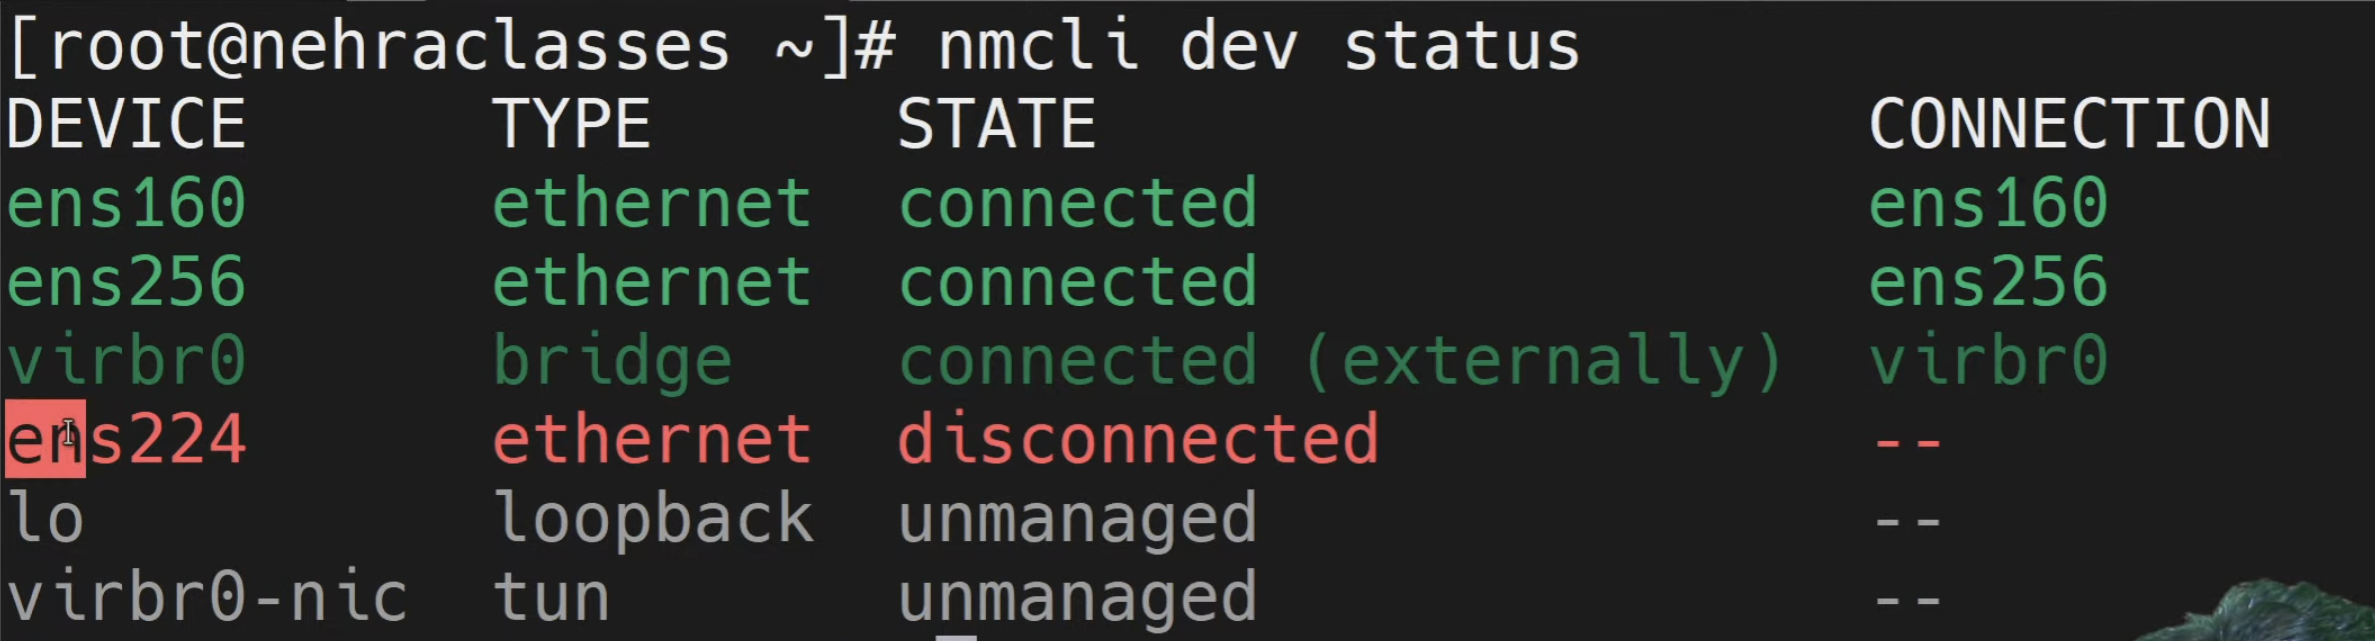 [root@nehraclasses ~]# nmcli dev status
DEVICE TYPE STATE CONNECTION
ens160 ethernet connected ens160
ens256 ethernet connected ens256
virbr0 bridge connected (externally) virbr0
ens224 ethernet disconnected --
lo loopback unmanaged --
virbr0-nic tun unmanaged --